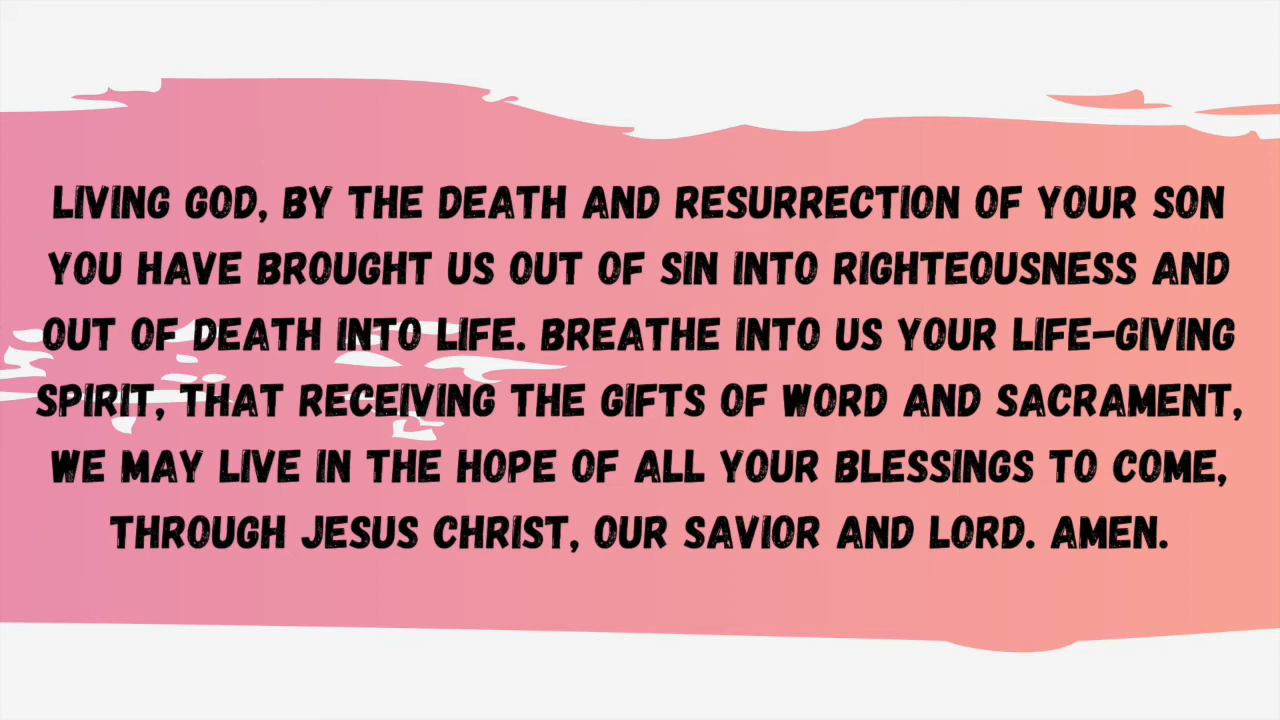 LIVING GOD, BY THE DEATH AND RESURRECTION OF YOUR SON
YOU HAVE BROUGHT US OUT OF SIN INTO RIGHTEOUSNESS AND
OUT OF DEATH INTO LIFE. BREATHE INTO US YOUR LIFE-GIVING
SPIRIT, THAT RECEIVING THE GIFTS OF WORD AND SACRAMENT,
WE MAY LIVE IN THE HOPE OF ALL YOUR BLESSINGS TO COME,
THROUGH JESUS CHRIST, OUR SAVIOR AND LORD. AMEN.